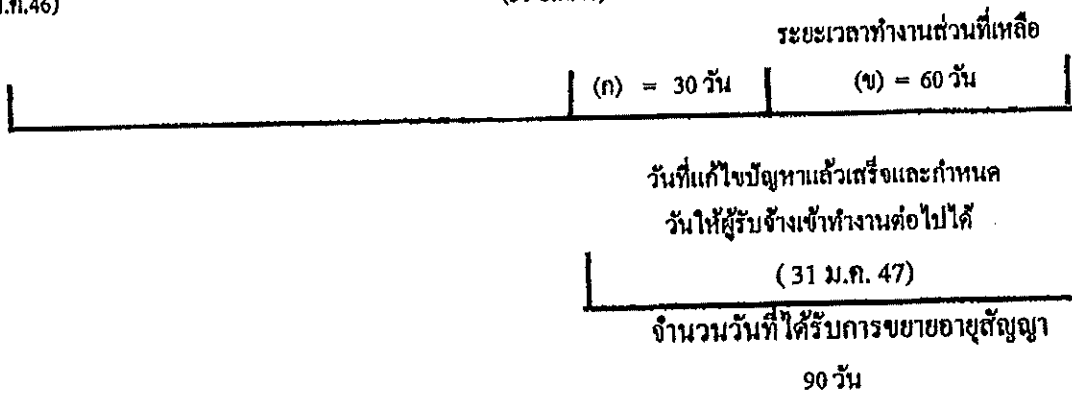 ระยะเวลาทำงานส่วนที่เหลือ
(ก) = 30 วัน (ข) = 60 วัน
วันที่แก้ไขปัญหาแล้วเสร็จและกำหนด
วันให้ผู้รับจ้างเข้าทำงานต่อไปได้
( 31 ม.ค. 47)
จำนวนวันที่ได้รับการขยายอายุสัญญา
90 วัน